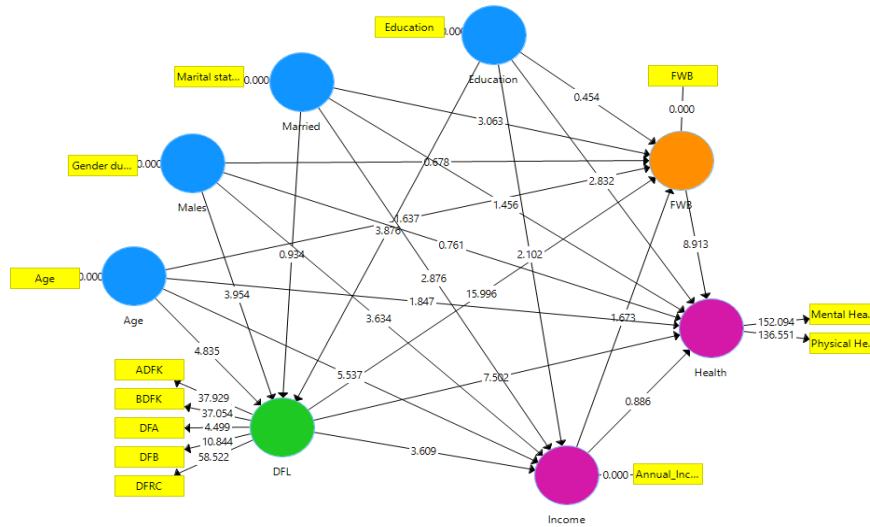 Education
0.000
Education
Marital stat...
0.000
Married
FWB
0.000
FWB
0.454
3.063
Gender du...
0.000
Males
0.678
2.832
1.456
1.637
3.876
0.761
2.102
8.913
0.934
2.876
Age
0.000
Age
3.954
1.847
15.996
3.634
1.673
152.094
136.551
Mental Hea...
Physical He...
Health
4.835
5.537
7.502
0.886
ADFK
37.929
BDFK
37.054
DFA
4.499
DFB
10.844
DFRC
58.522
DFL
3.609
0.000
Annual_Inc...
Income